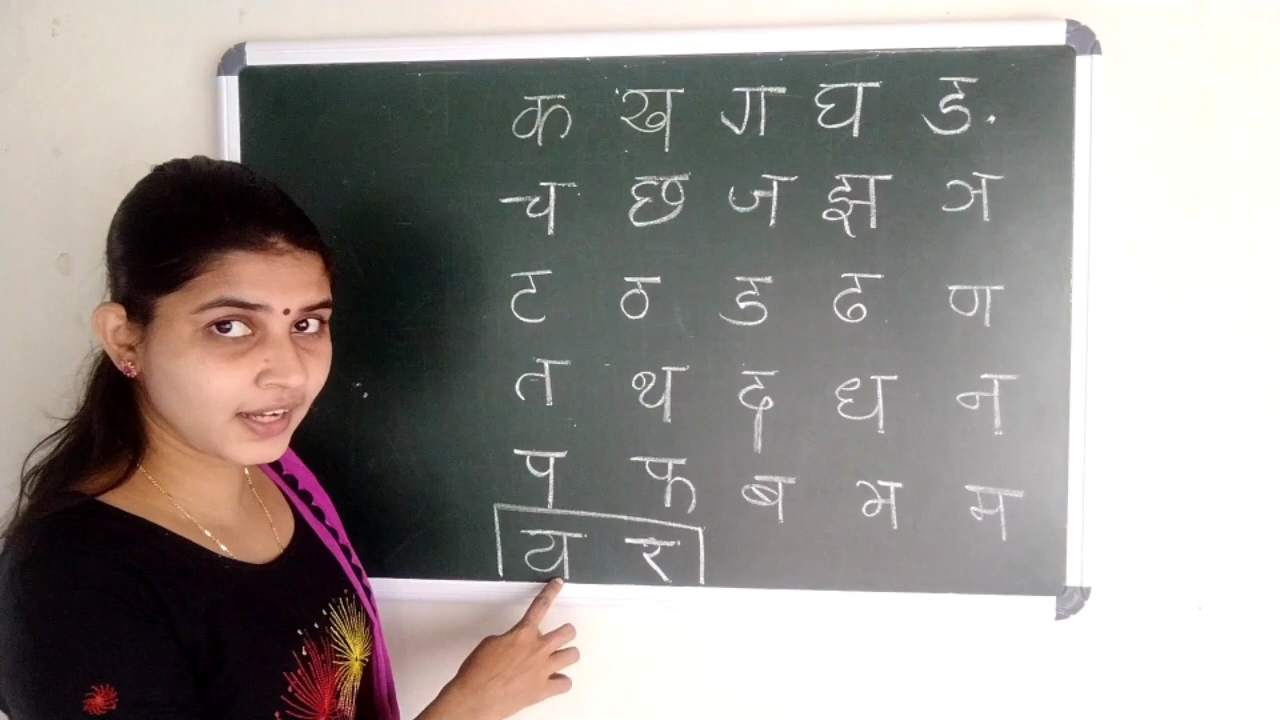 क ख ग घ ङ
च छ ज झ ञ
ट ठ ड ढ ण
त थ द ध न
प फ ब भ म
य र